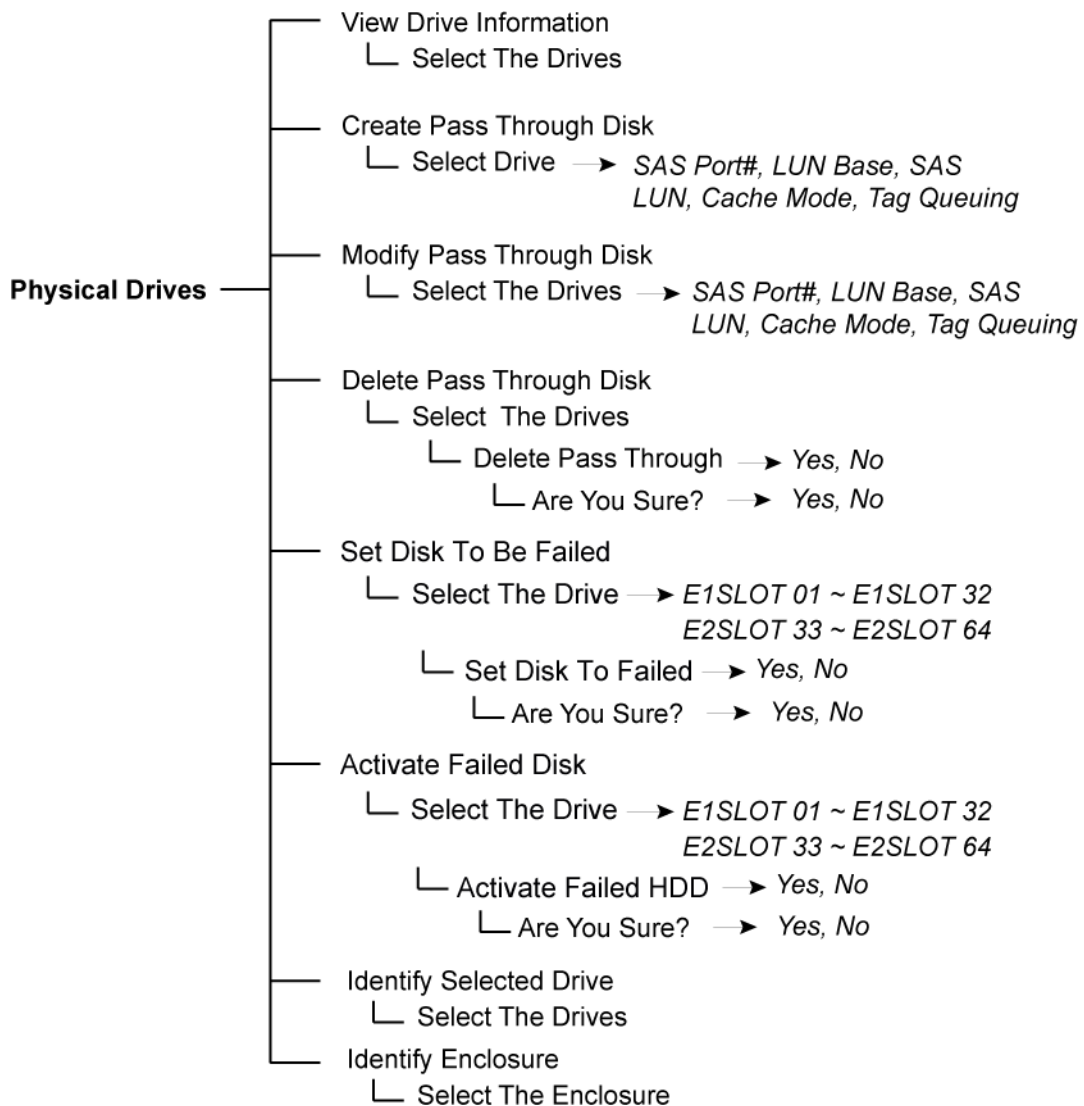 View Drive Information
Select The Drives
Create Pass Through Disk
Select Drive SAS Port#, LUN Base, SAS
LUN, Cache Mode, Tag Queuing
Modify Pass Through Disk
Physical Drives
Select The Drives SAS Port#, LUN Base, SAS
LUN, Cache Mode, Tag Queuing
Delete Pass Through Disk
Select The Drives
Delete Pass Through Yes, No
Are You Sure? Yes, No
Set Disk To Be Failed
Select The Drive E1SLOT 01 ~ E1SLOT 32
E2SLOT 33 ~ E2SLOT 64
Set Disk To Failed Yes, No
Are You Sure? Yes, No
Activate Failed Disk
Select The Drive E1SLOT 01 ~ E1SLOT 32
E2SLOT 33 ~ E2SLOT 64
Activate Failed HDD Yes, No
Are You Sure? Yes, No
Identify Selected Drive
Select The Drives
Identify Enclosure
Select The Enclosure